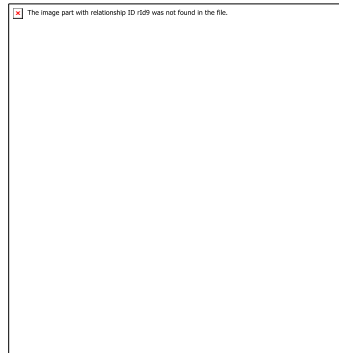 The image part with relationship ID rId9 was not found in the file.